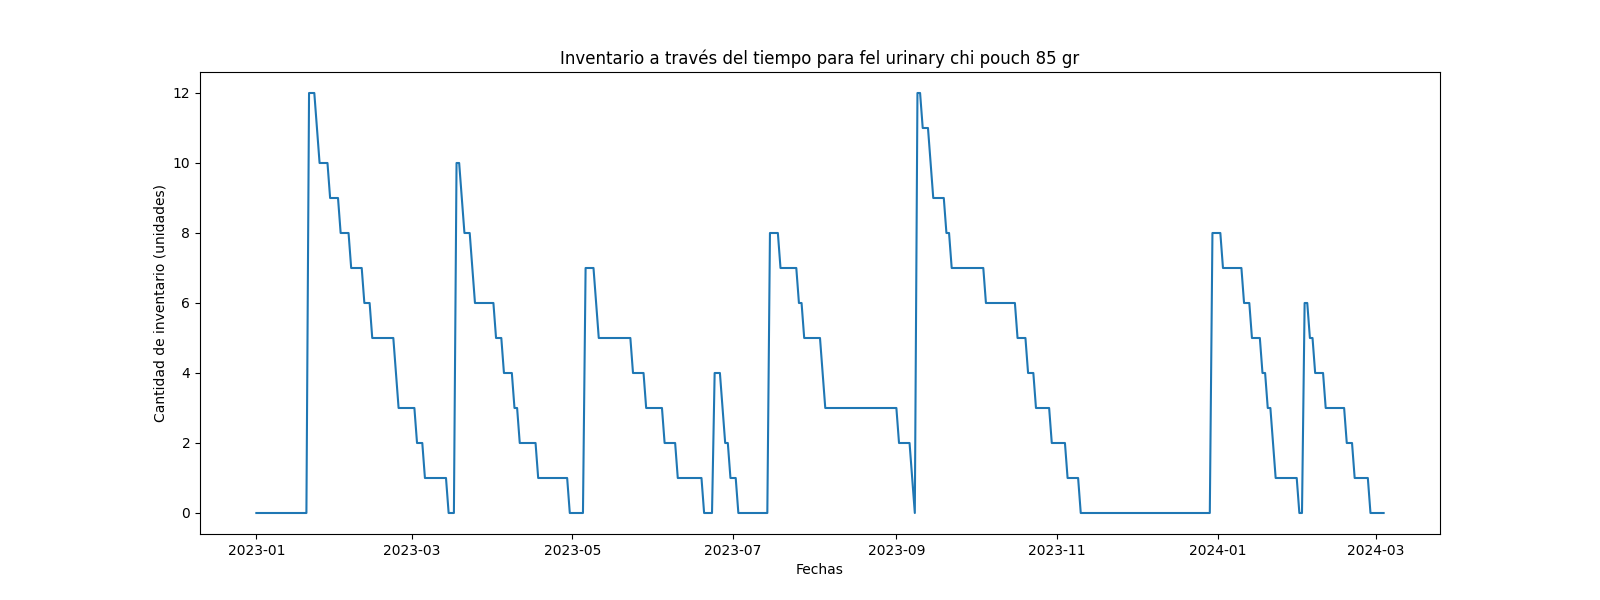 Inventario a través del tiempo para fel urinary chi pouch 85 gr
Cantidad de inventario (unidades)
12
10
8
6
4
2
0
2023-01 2023-03 2023-05 2023-07 2023-09 2023-11 2024-01 2024-03
Fechas